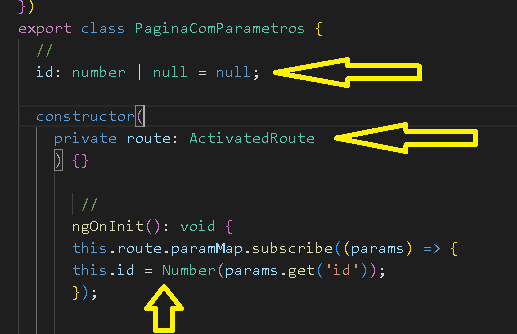 })
export class PaginaComParametros {
//
id: number | null = null;
constructor(
private route: ActivatedRoute
) {}
//
ngOnInit(): void {
this.route.paramMap.subscribe((params) => {
this.id = Number(params.get('id'));
});